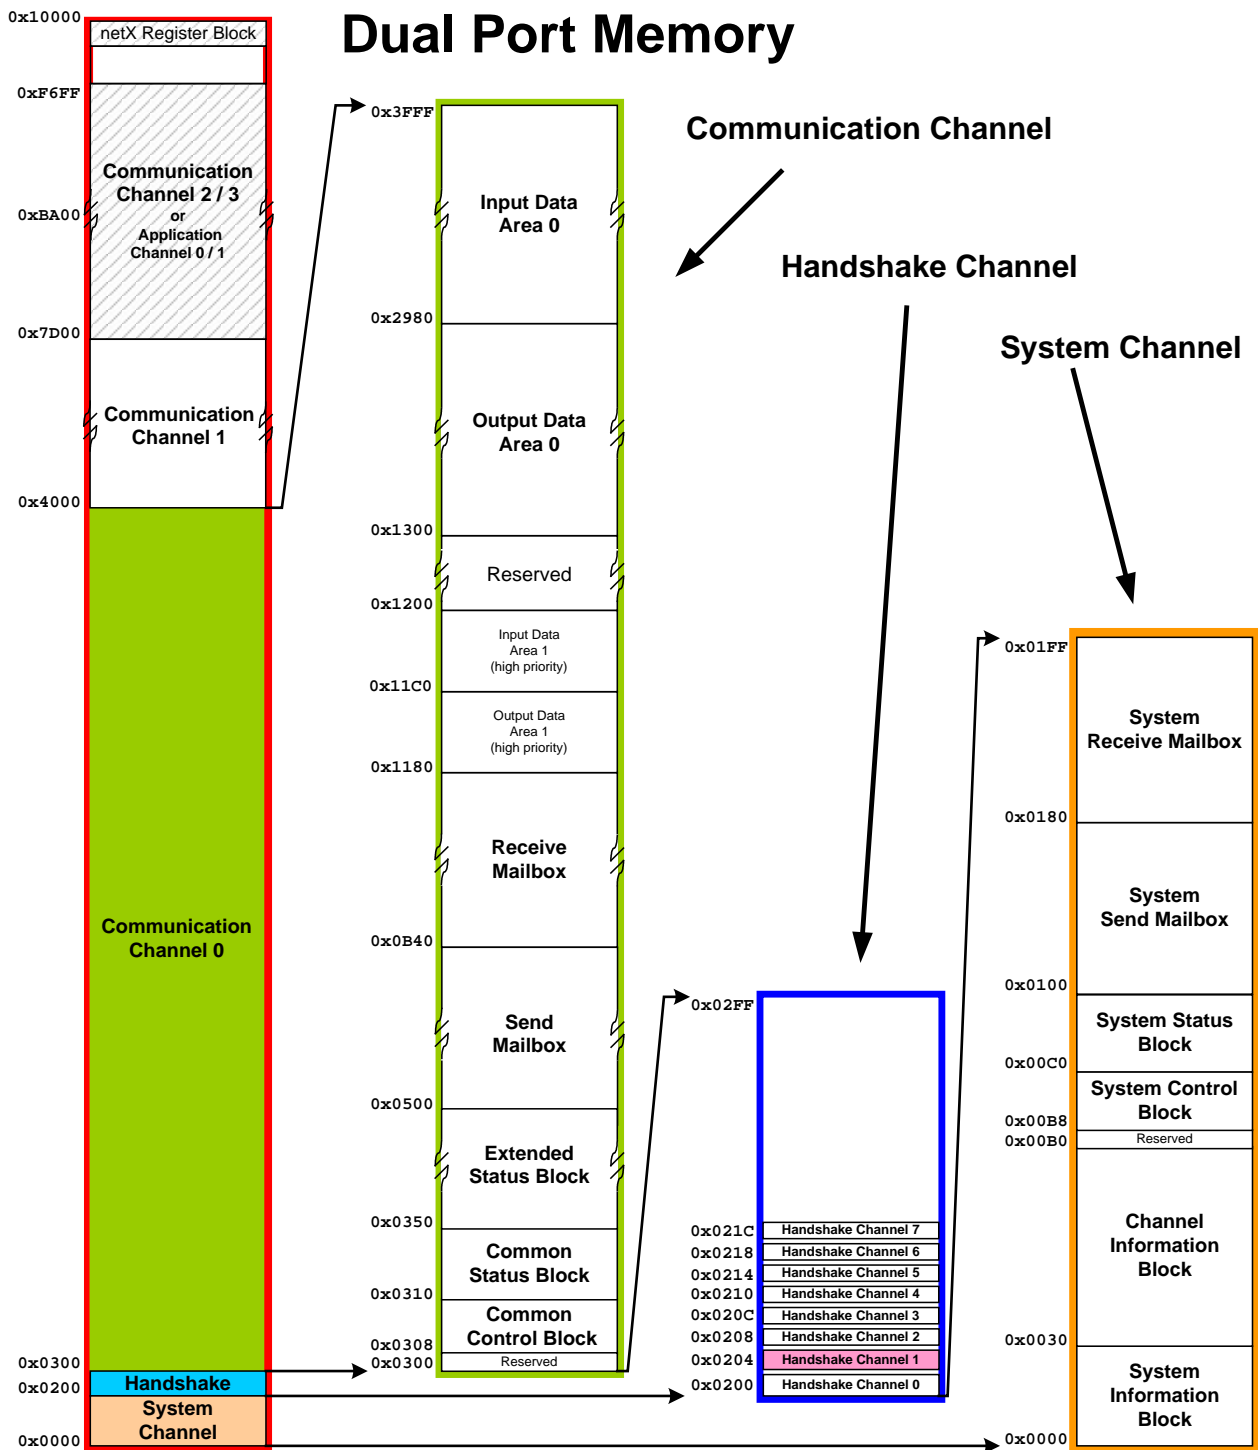 Dual Port Memory
0x10000
netX Register Block
0xF6FF
Communication
Channel 2 / 3
or
Application
Channel 0 / 1
0xBA00
0x7D00
Communication
Channel 1
0x4000
Communication
Channel 0
0x0300
Handshake
0x0200
System
Channel
0x0000
Communication Channel
0x3FFF
Input Data
Area 0
0x2980
Output Data
Area 0
0x1300
Reserved
0x1200
Input Data
Area 1
(high priority)
0x11C0
Output Data
Area 1
(high priority)
0x1180
Receive
Mailbox
0x0B40
Send
Mailbox
0x0500
Extended
Status Block
0x0350
Common
Status Block
0x0310
Common
Control Block
0x0308
Reserved
0x0300
Handshake Channel
0x02FF
0x021C
Handshake Channel 7
0x0218
Handshake Channel 6
0x0214
Handshake Channel 5
0x0210
Handshake Channel 4
0x020C
Handshake Channel 3
0x0208
Handshake Channel 2
0x0204
Handshake Channel 1
0x0200
Handshake Channel 0
System Channel
0x01FF
System
Receive Mailbox
0x0180
System
Send Mailbox
0x0100
System Status
Block
0x00C0
System Control
Block
0x00B8
Reserved
0x00B0
Channel
Information
Block
0x0030
System
Information
Block
0x0000